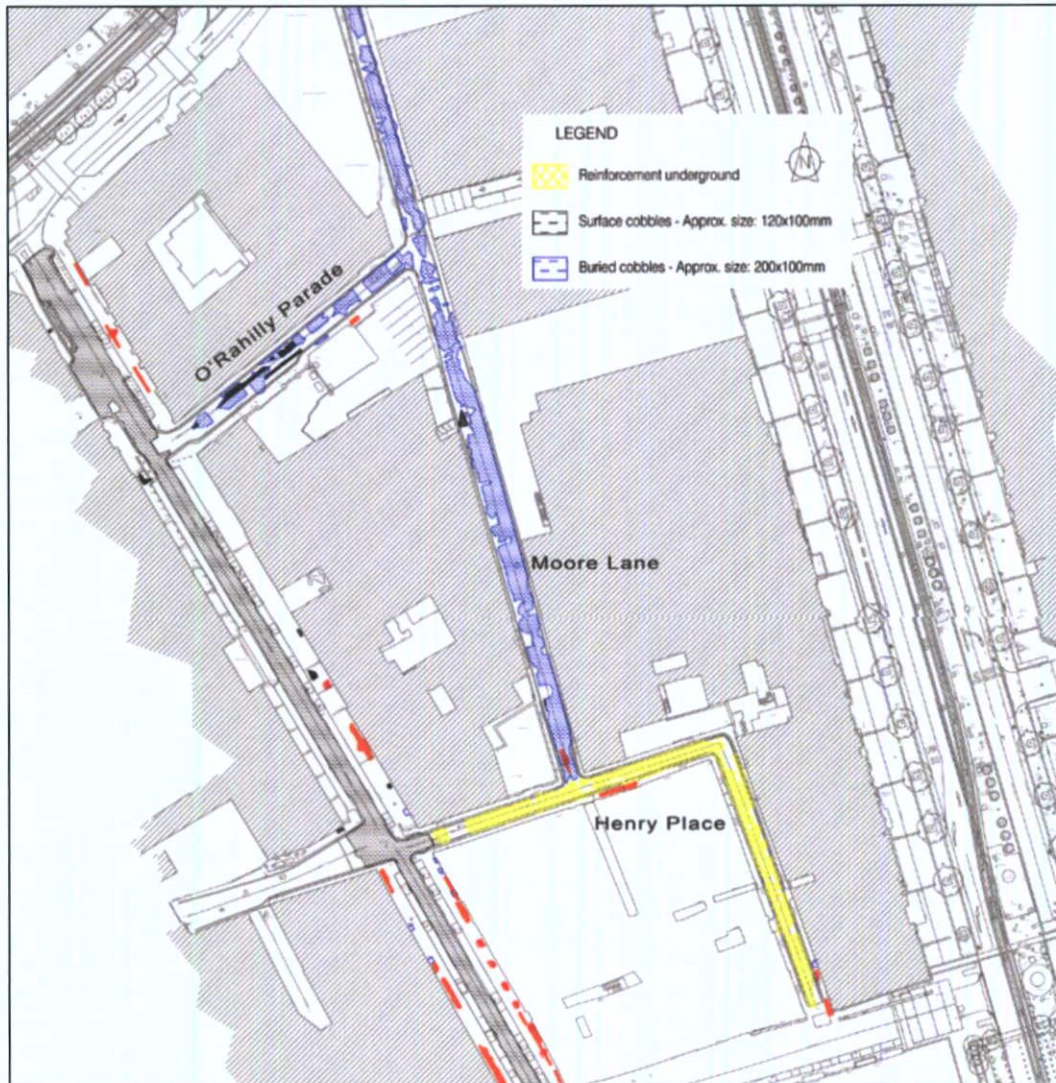 LEGEND
N
Reinforcement underground
Surface cobbles - Approx. size: 120x100mm
Buried cobbles - Approx. size: 200x100mm
O'Rahilly Parade
Moore Lane
Henry Place